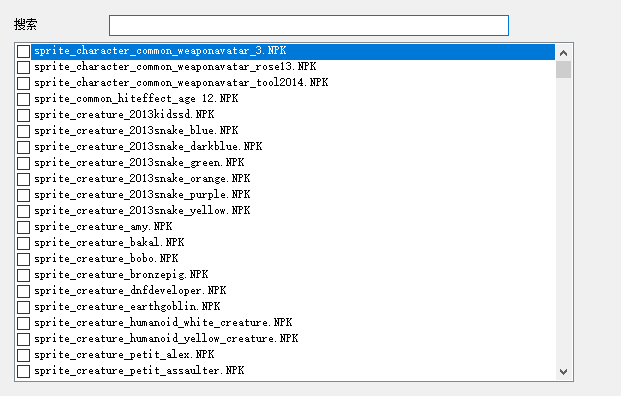 搜索
sprite_character_common_weaponavatar_3.NPK
sprite_character_common_weaponavatar_rose13.NPK
sprite_character_common_weaponavatar_tool2014.NPK
sprite_common_hiteffect_age 12.NPK
sprite_creature_2013kidssd.NPK
sprite_creature_2013snake_blue.NPK
sprite_creature_2013snake_darkblue.NPK
sprite_creature_2013snake_green.NPK
sprite_creature_2013snake_orange.NPK
sprite_creature_2013snake_purple.NPK
sprite_creature_2013snake_yellow.NPK
sprite_creature_amy.NPK
sprite_creature_bakal.NPK
sprite_creature_bobo.NPK
sprite_creature_bronzepig.NPK
sprite_creature_dnfdeveloper.NPK
sprite_creature_earthgoblin.NPK
sprite_creature_humanoid_white_creature.NPK
sprite_creature_humanoid_yellow_creature.NPK
sprite_creature_petit_alex.NPK
sprite_creature_petit_assaulter.NPK